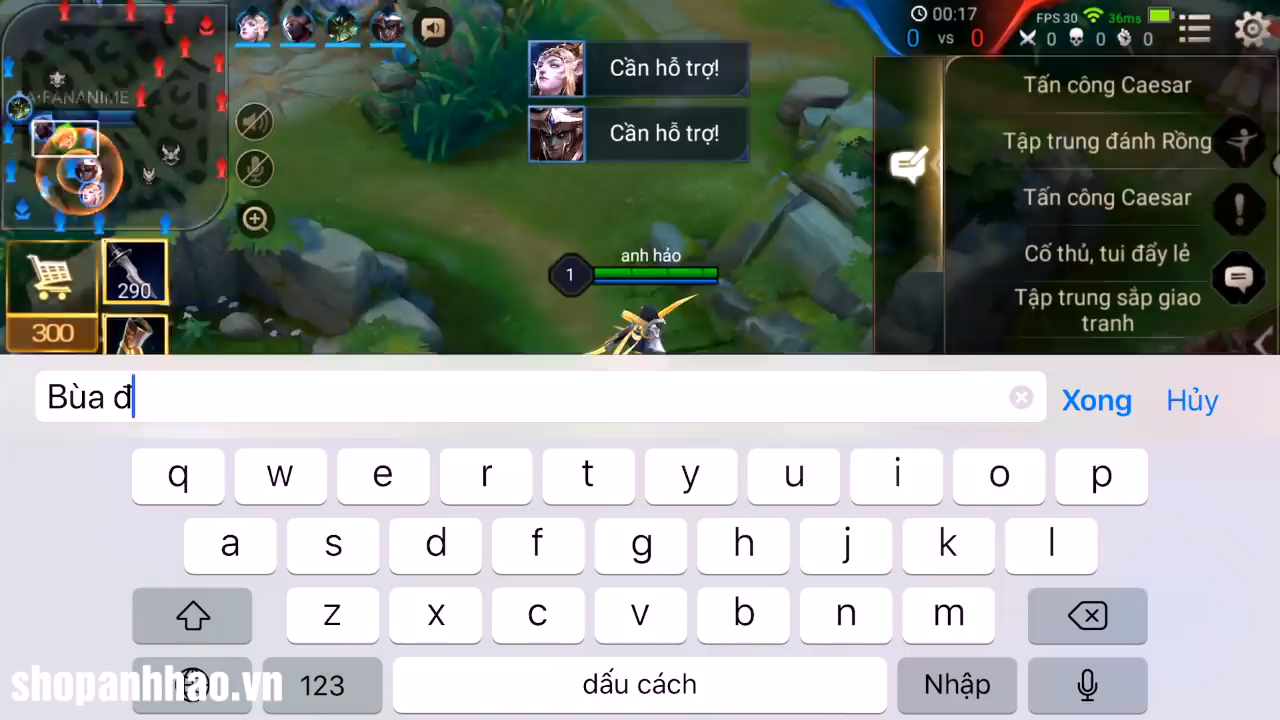 A•FANANIME
290
300
Cần hỗ trợ!
Cần hỗ trợ!
anh hảo
1
00:17
0 vs 0
FPS 30 36ms
0 0 0
Tấn công Caesar
Tập trung đánh Rồng
Tấn công Caesar
Cố thủ, tui đẩy lẻ
Tập trung sắp giao
tranh
Bùa đ
Xong Hủy
q w e r t y u i o p
a s d f g h j k l
z x c v b n m
123 dấu cách Nhập
shopanhhao.vn